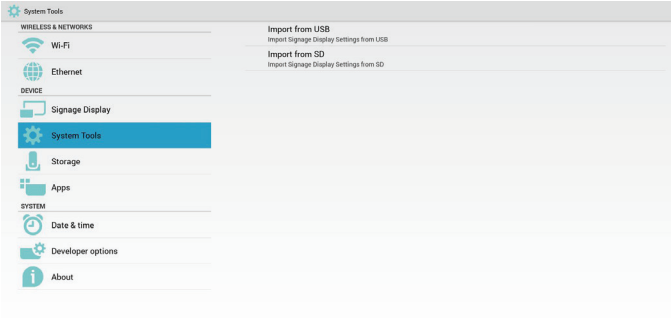 System Tools
WIRELESS & NETWORKS
Wi-Fi
Ethernet
DEVICE
Signage Display
System Tools
Storage
Apps
SYSTEM
Date & time
Developer options
About
Import from USB
Import Signage Display Settings from USB
Import from SD
Import Signage Display Settings from SD